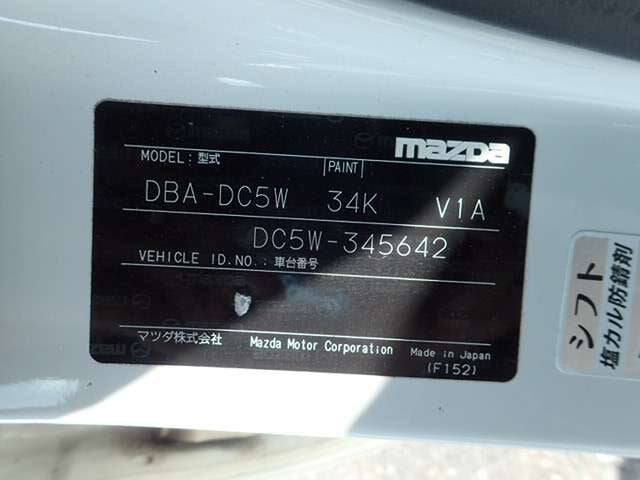 mazda
MODEL:型式 PAINT
DBA-DC5W 34K V1A
DC5W-345642
VEHICLE ID.NO.:車台番号
マツダ株式会社 Mazda Motor Corporation Made in Japan
(F152)
シフト
塩カル防錆剤